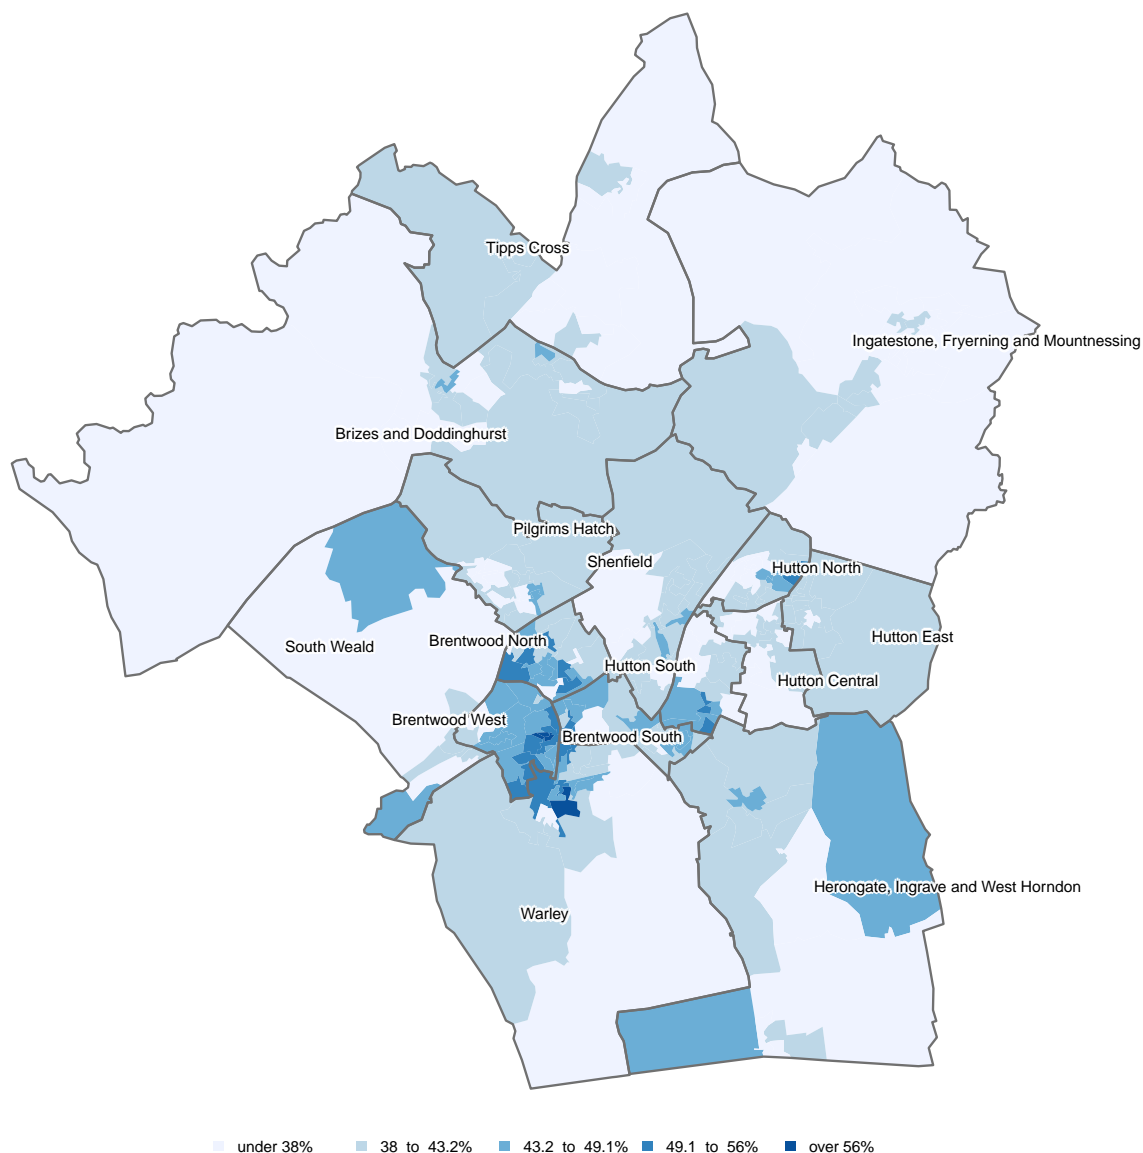 Tipps Cross
Ingatestone, Fryerning and Mountnessing
Brizes and Doddinghurst
Pilgrims Hatch
Shenfield
Hutton North
Hutton East
Brentwood North
South Weald
Hutton South
Hutton Central
Brentwood West
Brentwood South
Herongate, Ingrave and West Horndon
Warley
under 38% 38 to 43.2% 43.2 to 49.1% 49.1 to 56% over 56%